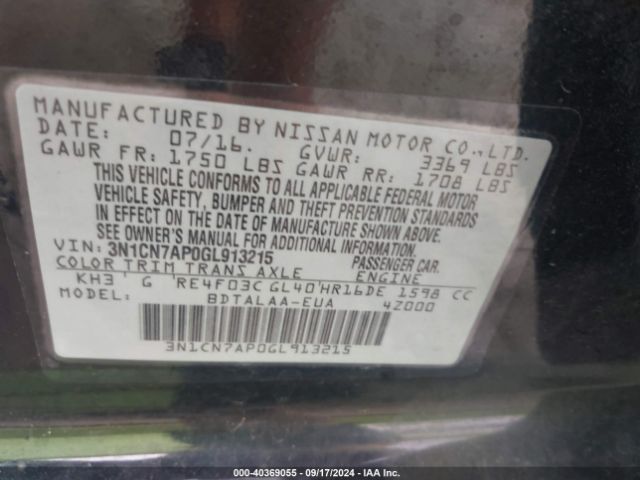 MANUFACTURED BY NISSAN MOTOR CO., LTD.
DATE: 07/16. GVWR: 3369 LBS
GAWR FR: 1750 LBS GAWR RR: 1708 LBS
THIS VEHICLE CONFORMS TO ALL APPLICABLE FEDERAL MOTOR
VEHICLE SAFETY, BUMPER AND THEFT PREVENTION STANDARDS
IN EFFECT ON THE DATE OF MANUFACTURE SHOWN ABOVE.
SEE OWNER'S MANUAL FOR ADDITIONAL INFORMATION.
VIN: 3N1CN7AP0GL913215 PASSENGER CAR.
COLOR TRIM TRANS AXLE ENGINE
KH3 G RE4F03C GL40 HR16DE 1598 CC
MODEL: BDTALAA-EUA 4Z000
3N1CN7AP0GL913215
000-40369055 - 09/17/2024 - IAA Inc.